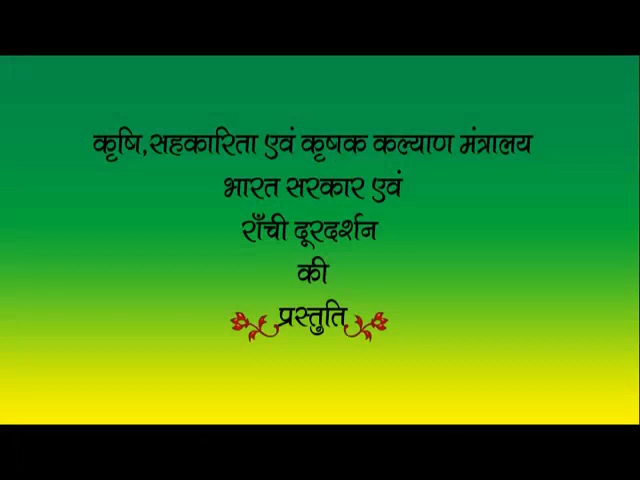 कृषि,सहकारिता एवं कृषक कल्याण मंत्रालय
भारत सरकार एवं
राँची दूरदर्शन
की
प्रस्तुति